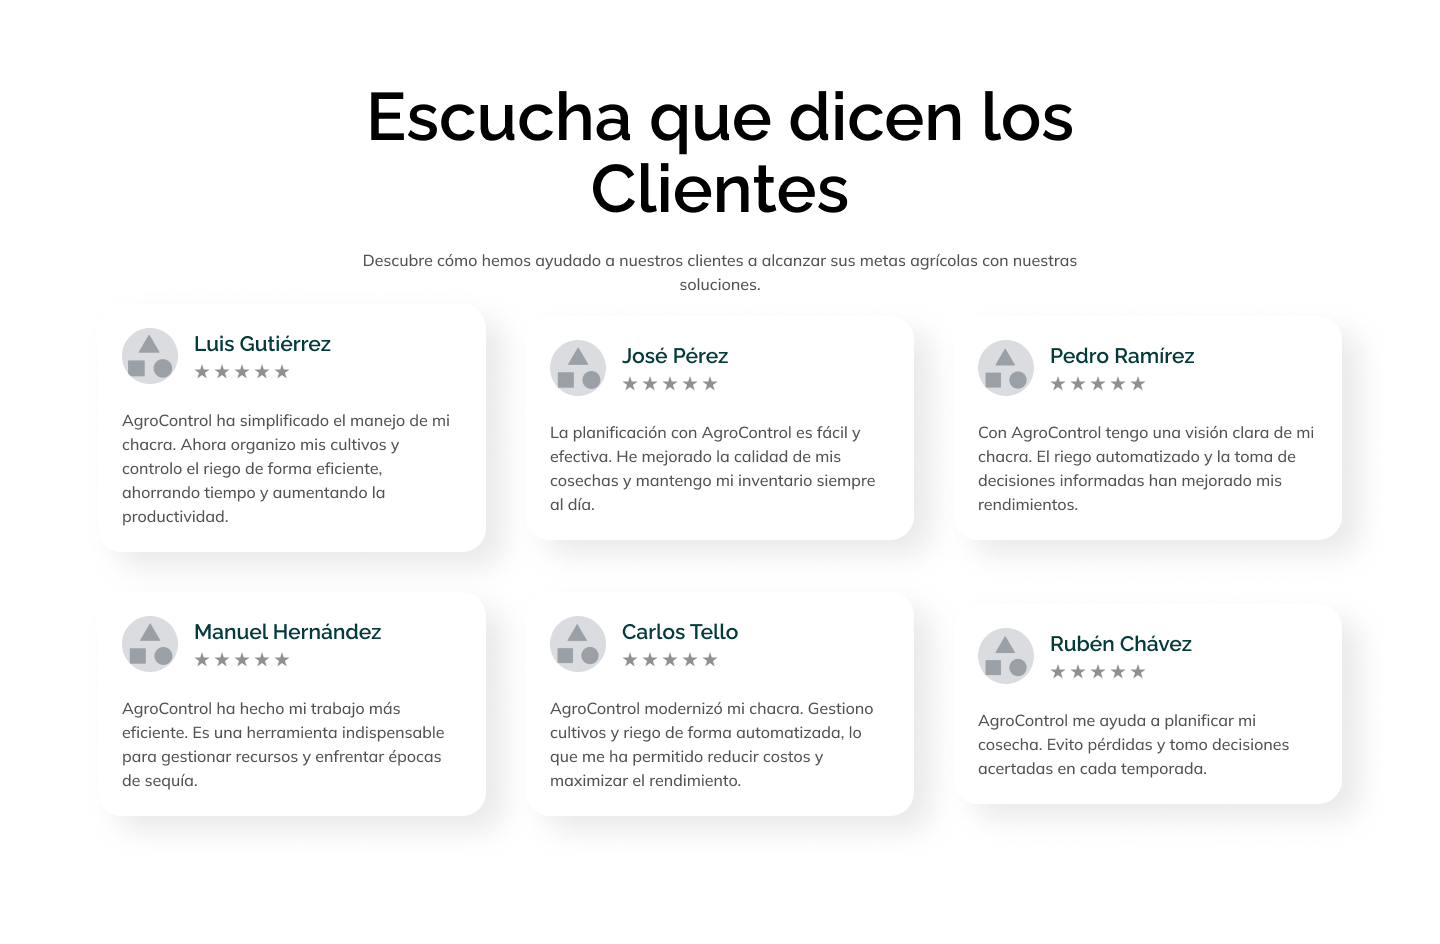 Escucha que dicen los
Clientes
Descubre cómo hemos ayudado a nuestros clientes a alcanzar sus metas agrícolas con nuestras
soluciones.
Luis Gutiérrez
AgroControl ha simplificado el manejo de mi
chacra. Ahora organizo mis cultivos y
controlo el riego de forma eficiente,
ahorrando tiempo y aumentando la
productividad.
José Pérez
La planificación con AgroControl es fácil y
efectiva. He mejorado la calidad de mis
cosechas y mantengo mi inventario siempre
al día.
Pedro Ramírez
Con AgroControl tengo una visión clara de mi
chacra. El riego automatizado y la toma de
decisiones informadas han mejorado mis
rendimientos.
Manuel Hernández
AgroControl ha hecho mi trabajo más
eficiente. Es una herramienta indispensable
para gestionar recursos y enfrentar épocas
de sequía.
Carlos Tello
AgroControl modernizó mi chacra. Gestiono
cultivos y riego de forma automatizada, lo
que me ha permitido reducir costos y
maximizar el rendimiento.
Rubén Chávez
AgroControl me ayuda a planificar mi
cosecha. Evito pérdidas y tomo decisiones
acertadas en cada temporada.